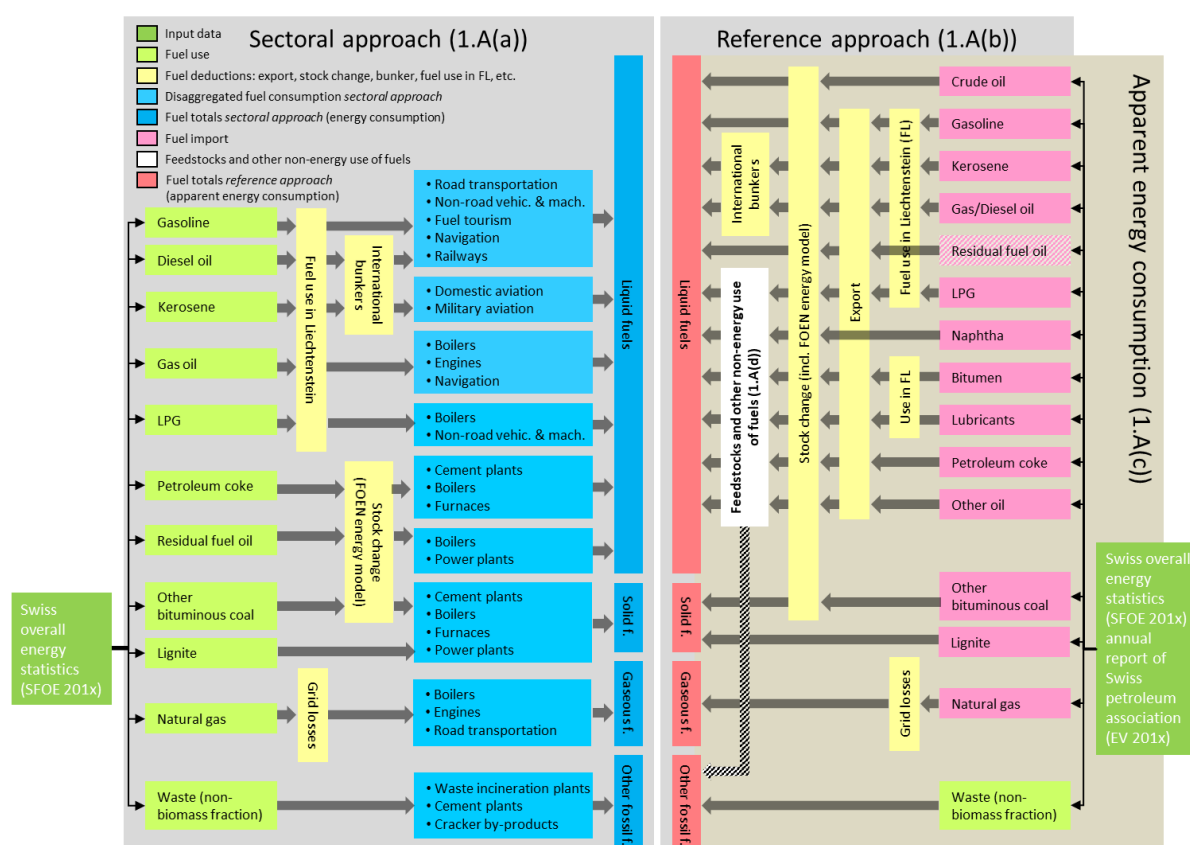 Sectoral approach (1.A(a))
Input data
Fuel use
Fuel deductions: export, stock change, bunker, fuel use in FL, etc.
Disaggregated fuel consumption sectoral approach
Fuel totals sectoral approach (energy consumption)
Fuel import
Feedstocks and other non-energy use of fuels
Fuel totals reference approach
(apparent energy consumption)
Swiss
overall
energy
statistics
(SFOE 201x)
Gasoline
Diesel oil
Kerosene
Gas oil
LPG
Petroleum coke
Residual fuel oil
Other
bituminous coal
Lignite
Natural gas
Waste (non-
biomass fraction)
Fuel use in Liechtenstein
International
bunkers
Stock change
(FOEN energy model)
Grid losses
• Road transportation
• Non-road vehic. & mach.
• Fuel tourism
• Navigation
• Railways
• Domestic aviation
• Military aviation
• Boilers
• Engines
• Navigation
• Boilers
• Non-road vehic. & mach.
• Cement plants
• Boilers
• Furnaces
• Boilers
• Power plants
• Cement plants
• Boilers
• Furnaces
• Power plants
• Boilers
• Engines
• Road transportation
• Waste incineration plants
• Cement plants
• Cracker by-products
Liquid fuels
Solid f.
Gaseous f.
Other fossil f.
Reference approach (1.A(b))
Liquid fuels
Solid f.
Gaseous f.
Other fossil f.
International
bunkers
Feedstocks and other non-energy use
of fuels (1.A(d))
Stock change (incl. FOEN energy model)
Export
Fuel use in Liechtenstein (FL)
Use in FL
Grid losses
Crude oil
Gasoline
Kerosene
Gas/Diesel oil
Residual fuel oil
LPG
Naphtha
Bitumen
Lubricants
Petroleum coke
Other oil
Other
bituminous coal
Lignite
Natural gas
Waste (non-
biomass fraction)
Apparent energy consumption (1.A(c))
Swiss overall
energy
statistics
(SFOE 201x)
annual
report of
Swiss
petroleum
association
(EV 201x)